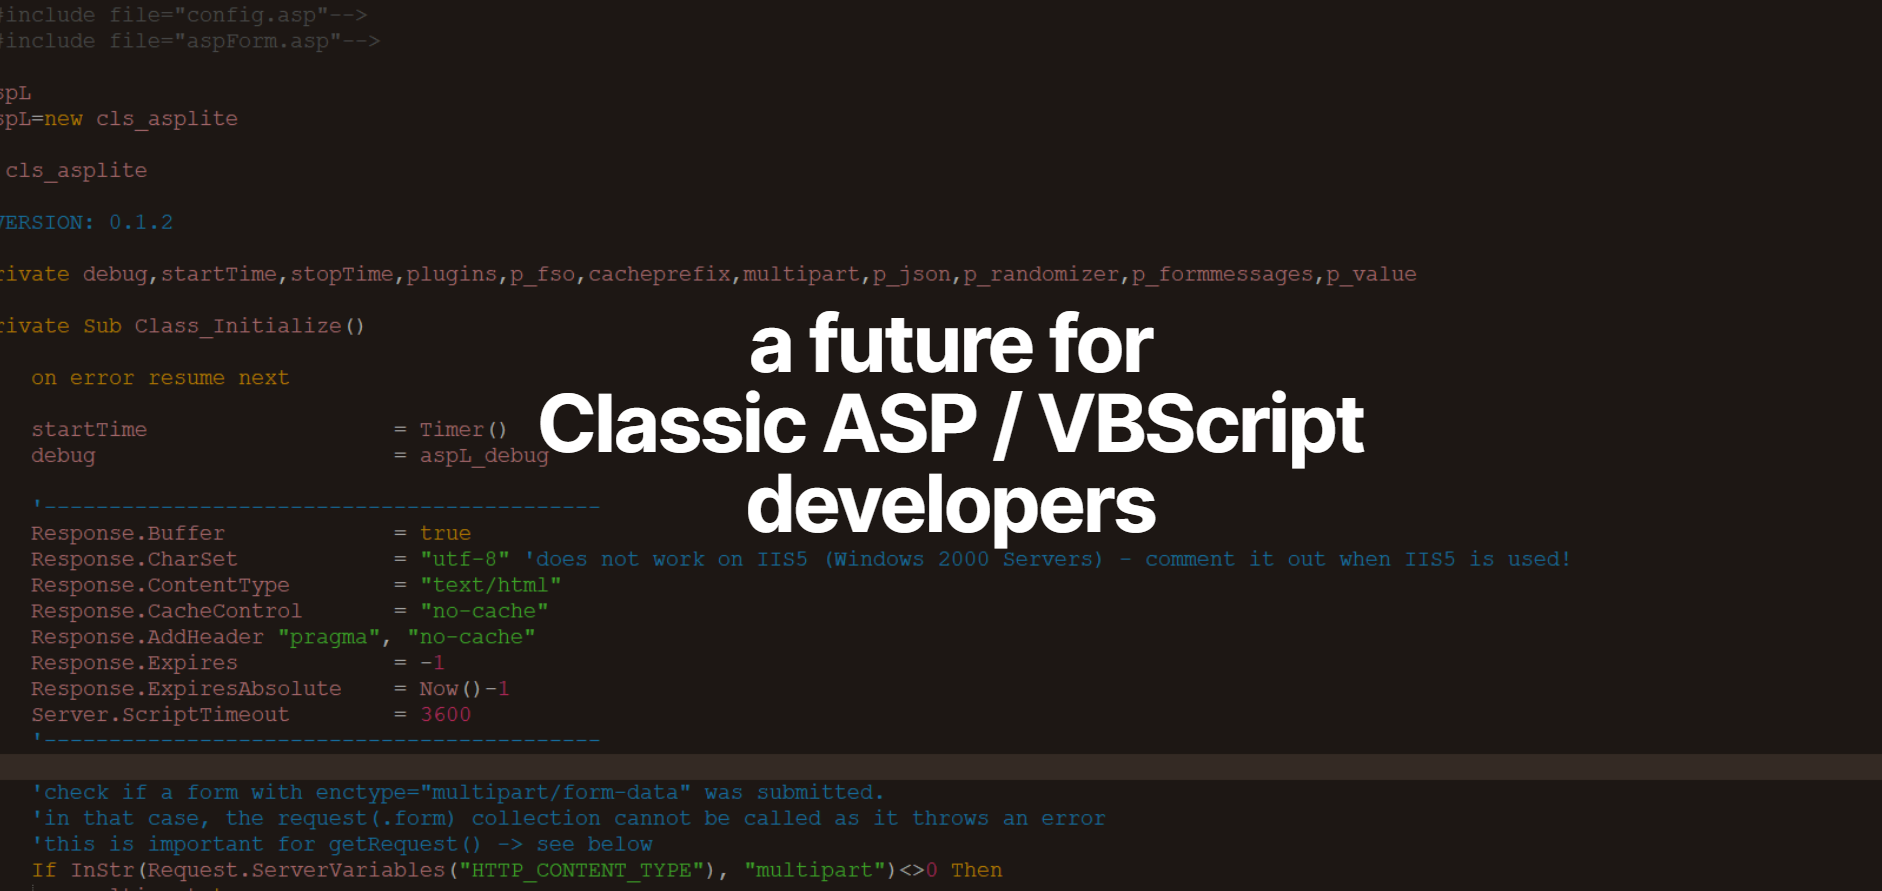 #include file="config.asp"-->
#include file="aspForm.asp"-->
spL
spL=new cls_asplite
cls_asplite
VERSION: 0.1.2
rivate debug,startTime,stopTime,plugins,p_fso,cacheprefix,multipart,p_json,p_randomizer,p_formmessages,p_value
rivate Sub Class_Initialize()
a future for
Classic ASP / VBScript
developers
on error resume next
startTime = Timer()
debug = aspL_debug
'-------------------------------------------
Response.Buffer = true
Response.CharSet = "utf-8" 'does not work on IIS5 (Windows 2000 Servers) - comment it out when IIS5 is used!
Response.ContentType = "text/html"
Response.CacheControl = "no-cache"
Response.AddHeader "pragma", "no-cache"
Response.Expires = -1
Response.ExpiresAbsolute = Now()-1
Server.ScriptTimeout = 3600
'-------------------------------------------
'check if a form with enctype="multipart/form-data" was submitted.
'in that case, the request(.form) collection cannot be called as it throws an error
'this is important for getRequest() -> see below
If InStr(Request.ServerVariables("HTTP_CONTENT_TYPE"), "multipart")<>0 Then